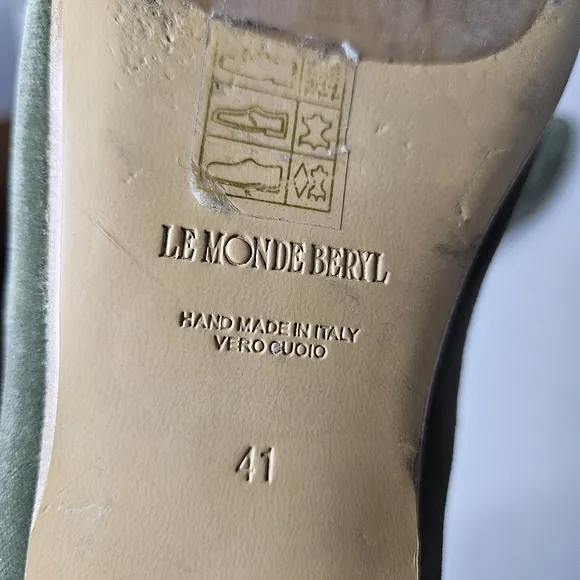 LE MONDE BERYL
HAND MADE IN ITALY
VERO CUOIO
41